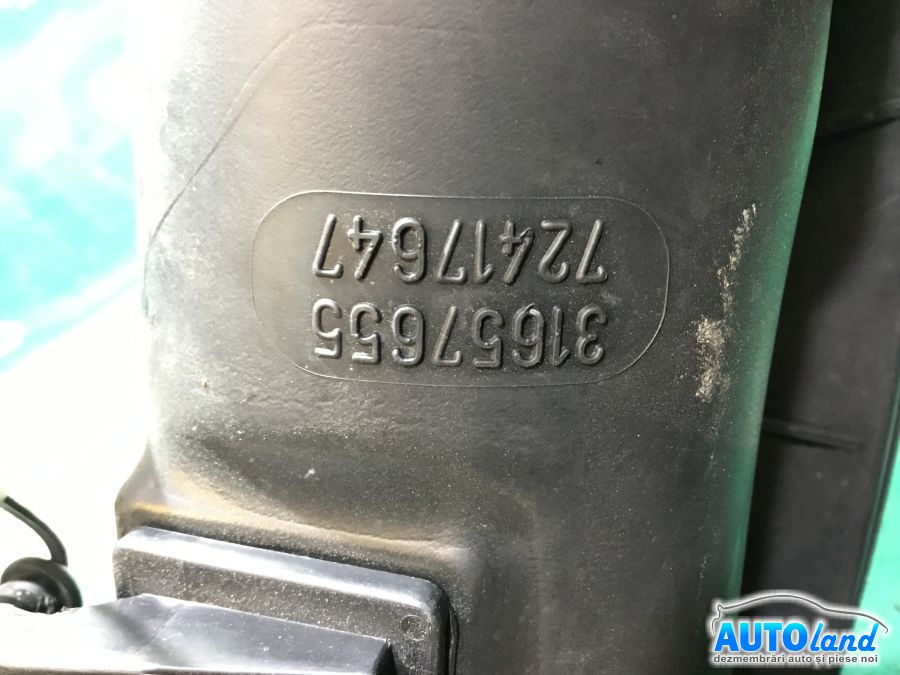 31657655
72417647
AUTOland
dezmembrări auto și piese noi